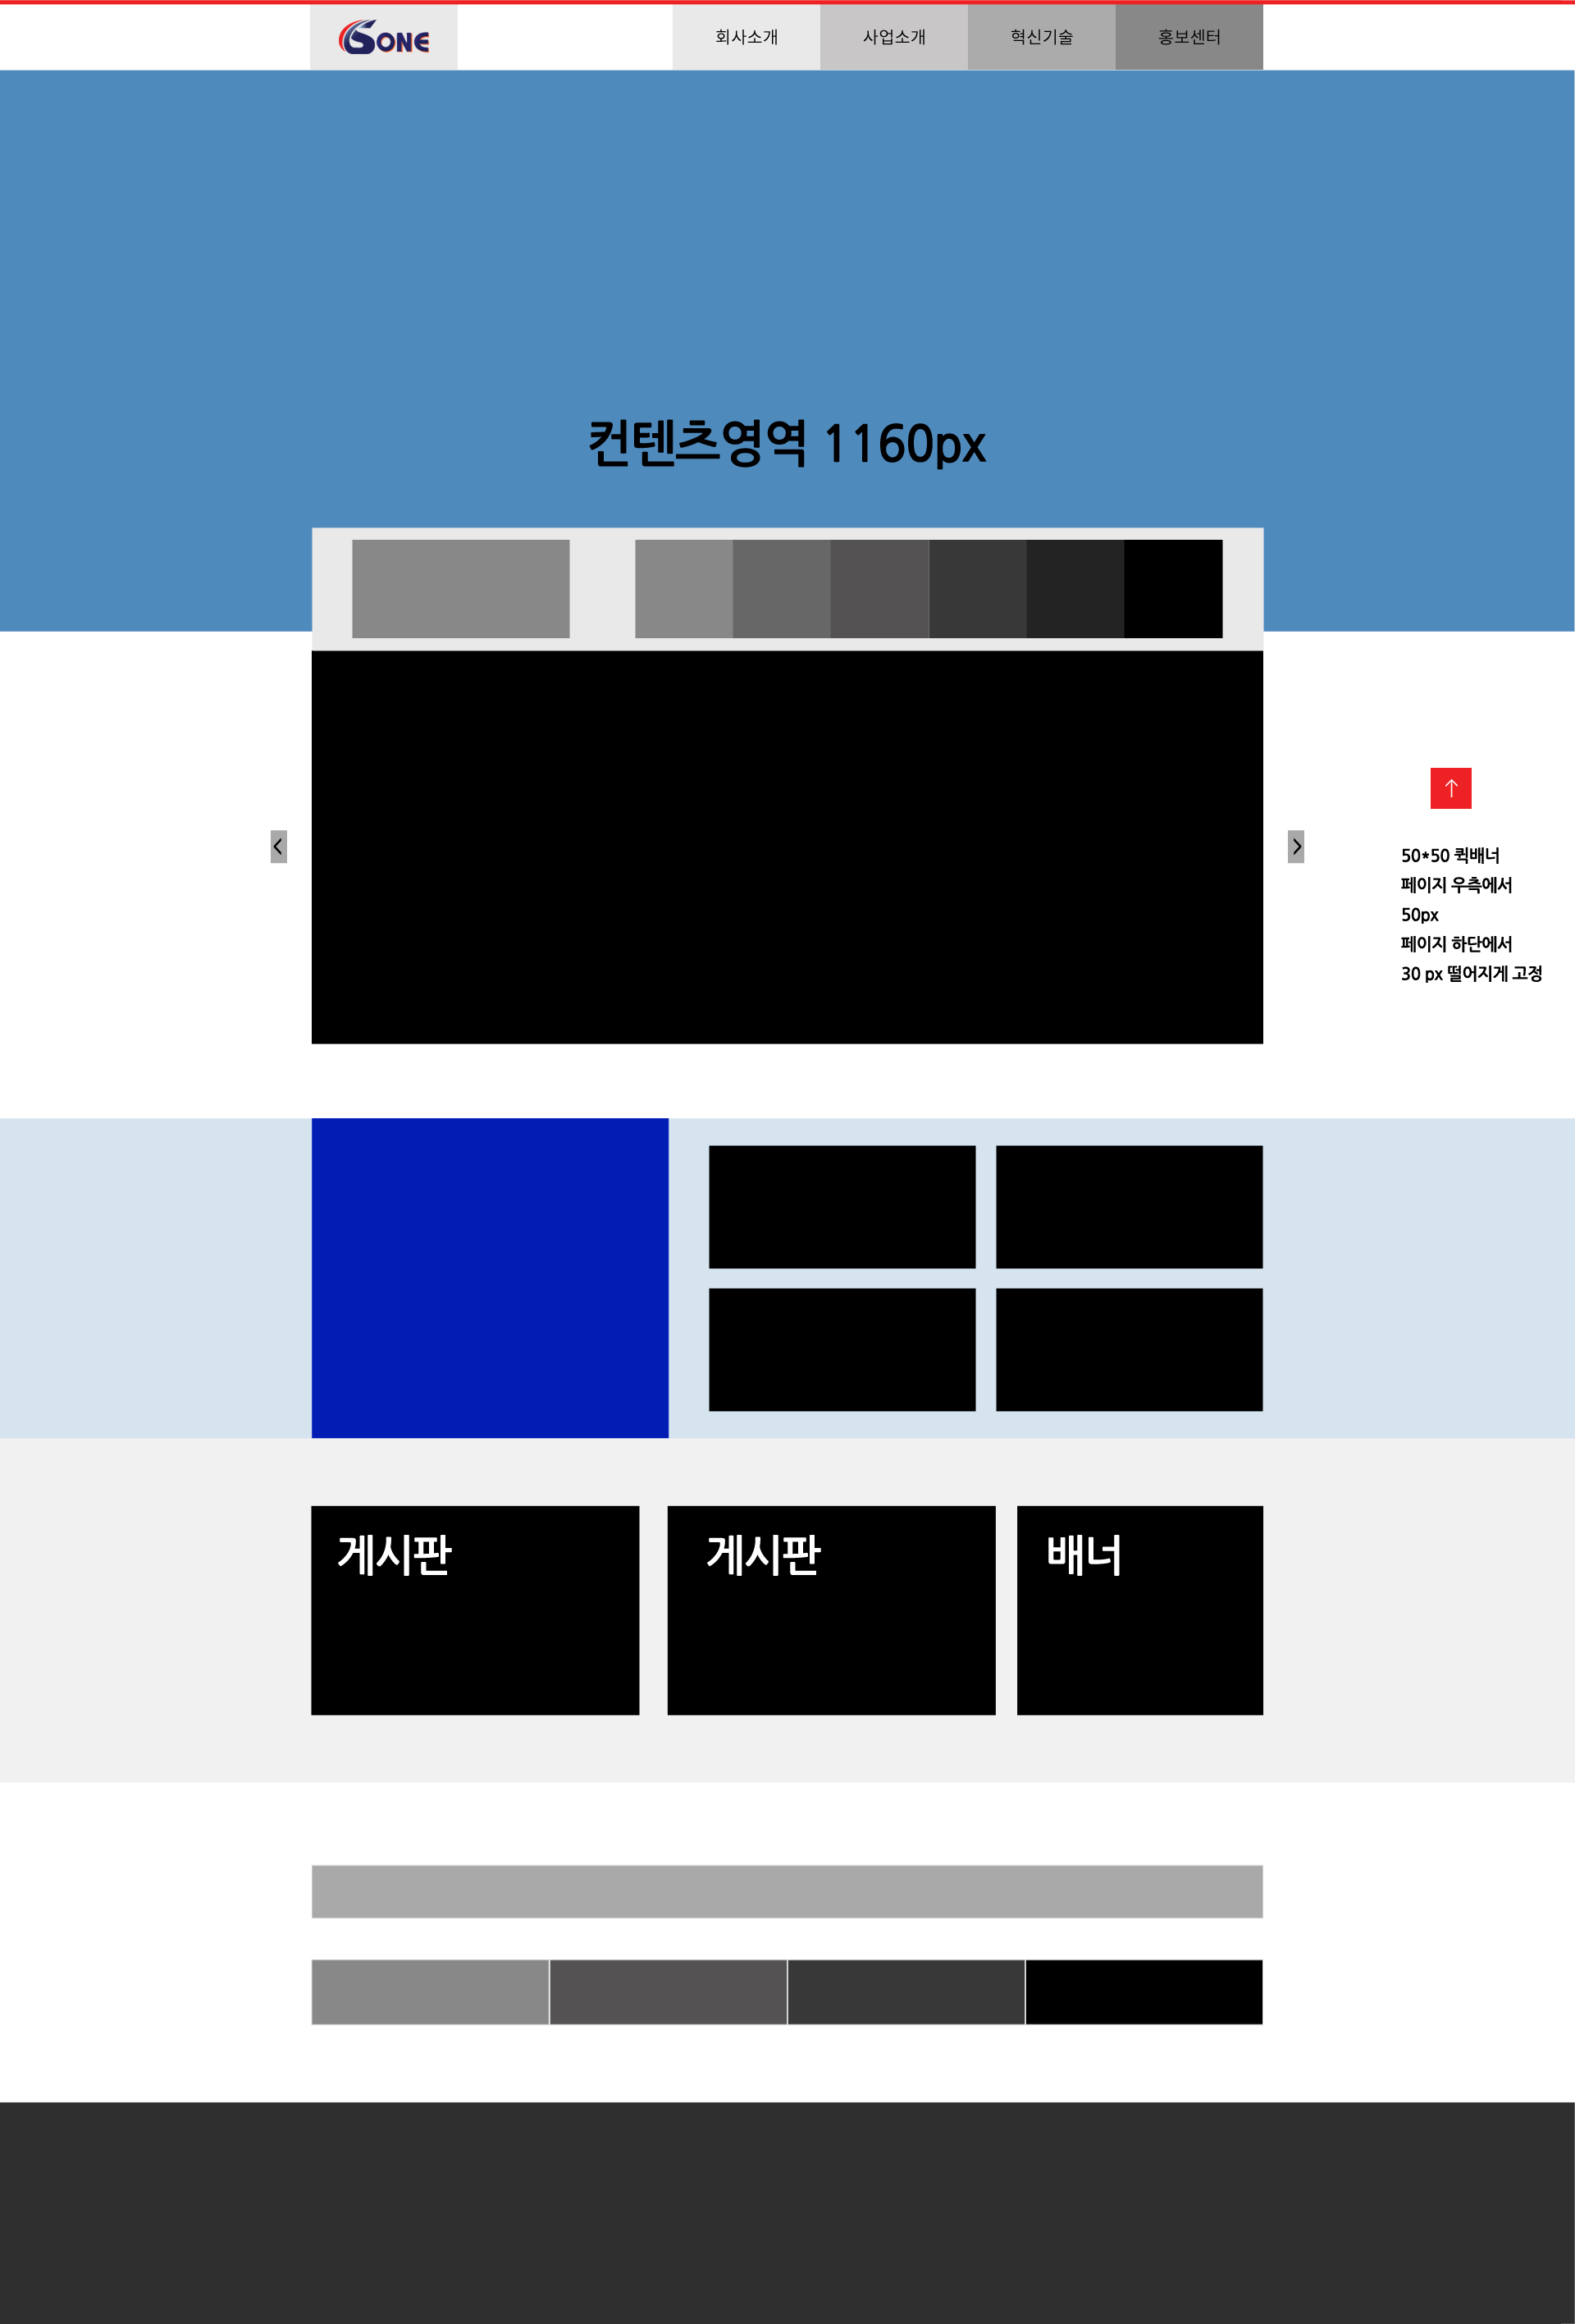 SONE
회사소개 사업소개 혁신기술 홍보센터
컨텐츠영역 1160px
50*50 퀵배너
페이지 우측에서
50px
페이지 하단에서
30 px 떨어지게 고정
게시판 게시판 배너